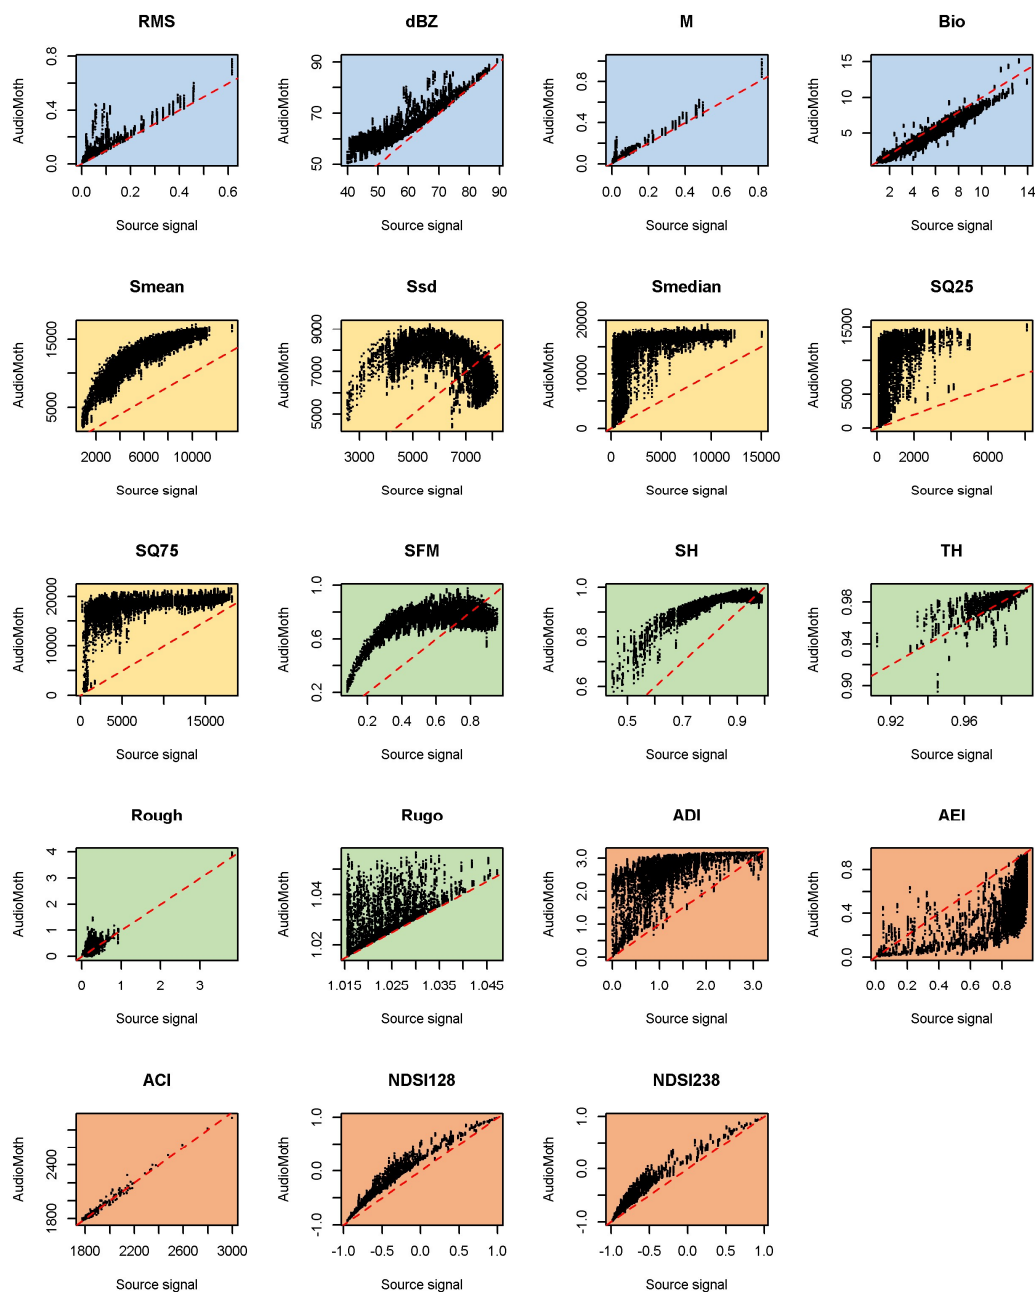 RMS dBZ M Bio
AudioMoth 0.0 0.4 0.8 AudioMoth 50 70 90 AudioMoth 0.0 0.4 0.8 AudioMoth 5 10 15
0.0 0.2 0.4 0.6 40 50 60 70 80 90 0.0 0.2 0.4 0.6 0.8 2 4 6 8 10 14
Source signal Source signal Source signal Source signal
Smean Ssd Smedian SQ25
AudioMoth 5000 15000 AudioMoth 5000 7000 9000 AudioMoth 0 10000 20000 AudioMoth 0 5000 15000
2000 6000 10000 3000 5000 7000 0 5000 10000 15000 0 2000 6000
Source signal Source signal Source signal Source signal
SQ75 SFM SH TH
AudioMoth 0 10000 20000 AudioMoth 0.2 0.6 1.0 AudioMoth 0.6 0.8 1.0 AudioMoth 0.90 0.94 0.98
0 5000 15000 0.2 0.4 0.6 0.8 0.5 0.7 0.9 0.92 0.96
Source signal Source signal Source signal Source signal
Rough Rugo ADI AEI
AudioMoth 0 1 2 3 4 AudioMoth 1.02 1.04 AudioMoth 0.0 1.0 2.0 3.0 AudioMoth 0.0 0.4 0.8
0 1 2 3 1.015 1.025 1.035 1.045 0.0 1.0 2.0 3.0 0.0 0.2 0.4 0.6 0.8
Source signal Source signal Source signal Source signal
ACI NDSI128 NDSI238
AudioMoth 1800 2400 AudioMoth -1.0 0.0 1.0 AudioMoth -1.0 0.0 1.0
1800 2200 2600 3000 -1.0 -0.5 0.0 0.5 1.0 -1.0 -0.5 0.0 0.5 1.0
Source signal Source signal Source signal